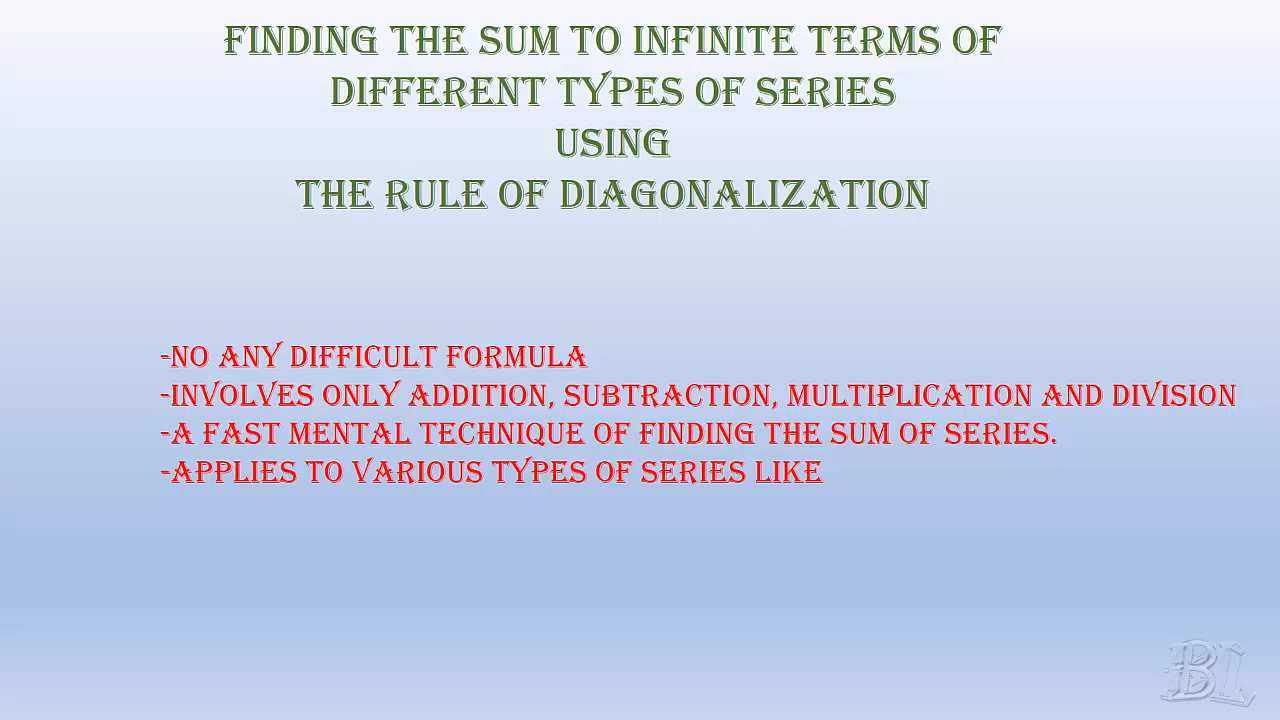 FINDING THE SUM TO INFINITE TERMS OF
DIFFERENT TYPES OF SERIES
USING
THE RULE OF DIAGONALIZATION
-NO ANY DIFFICULT FORMULA
-INVOLVES ONLY ADDITION, SUBTRACTION, MULTIPLICATION AND DIVISION
-A FAST MENTAL TECHNIQUE OF FINDING THE SUM OF SERIES.
-APPLIES TO VARIOUS TYPES OF SERIES LIKE
BL